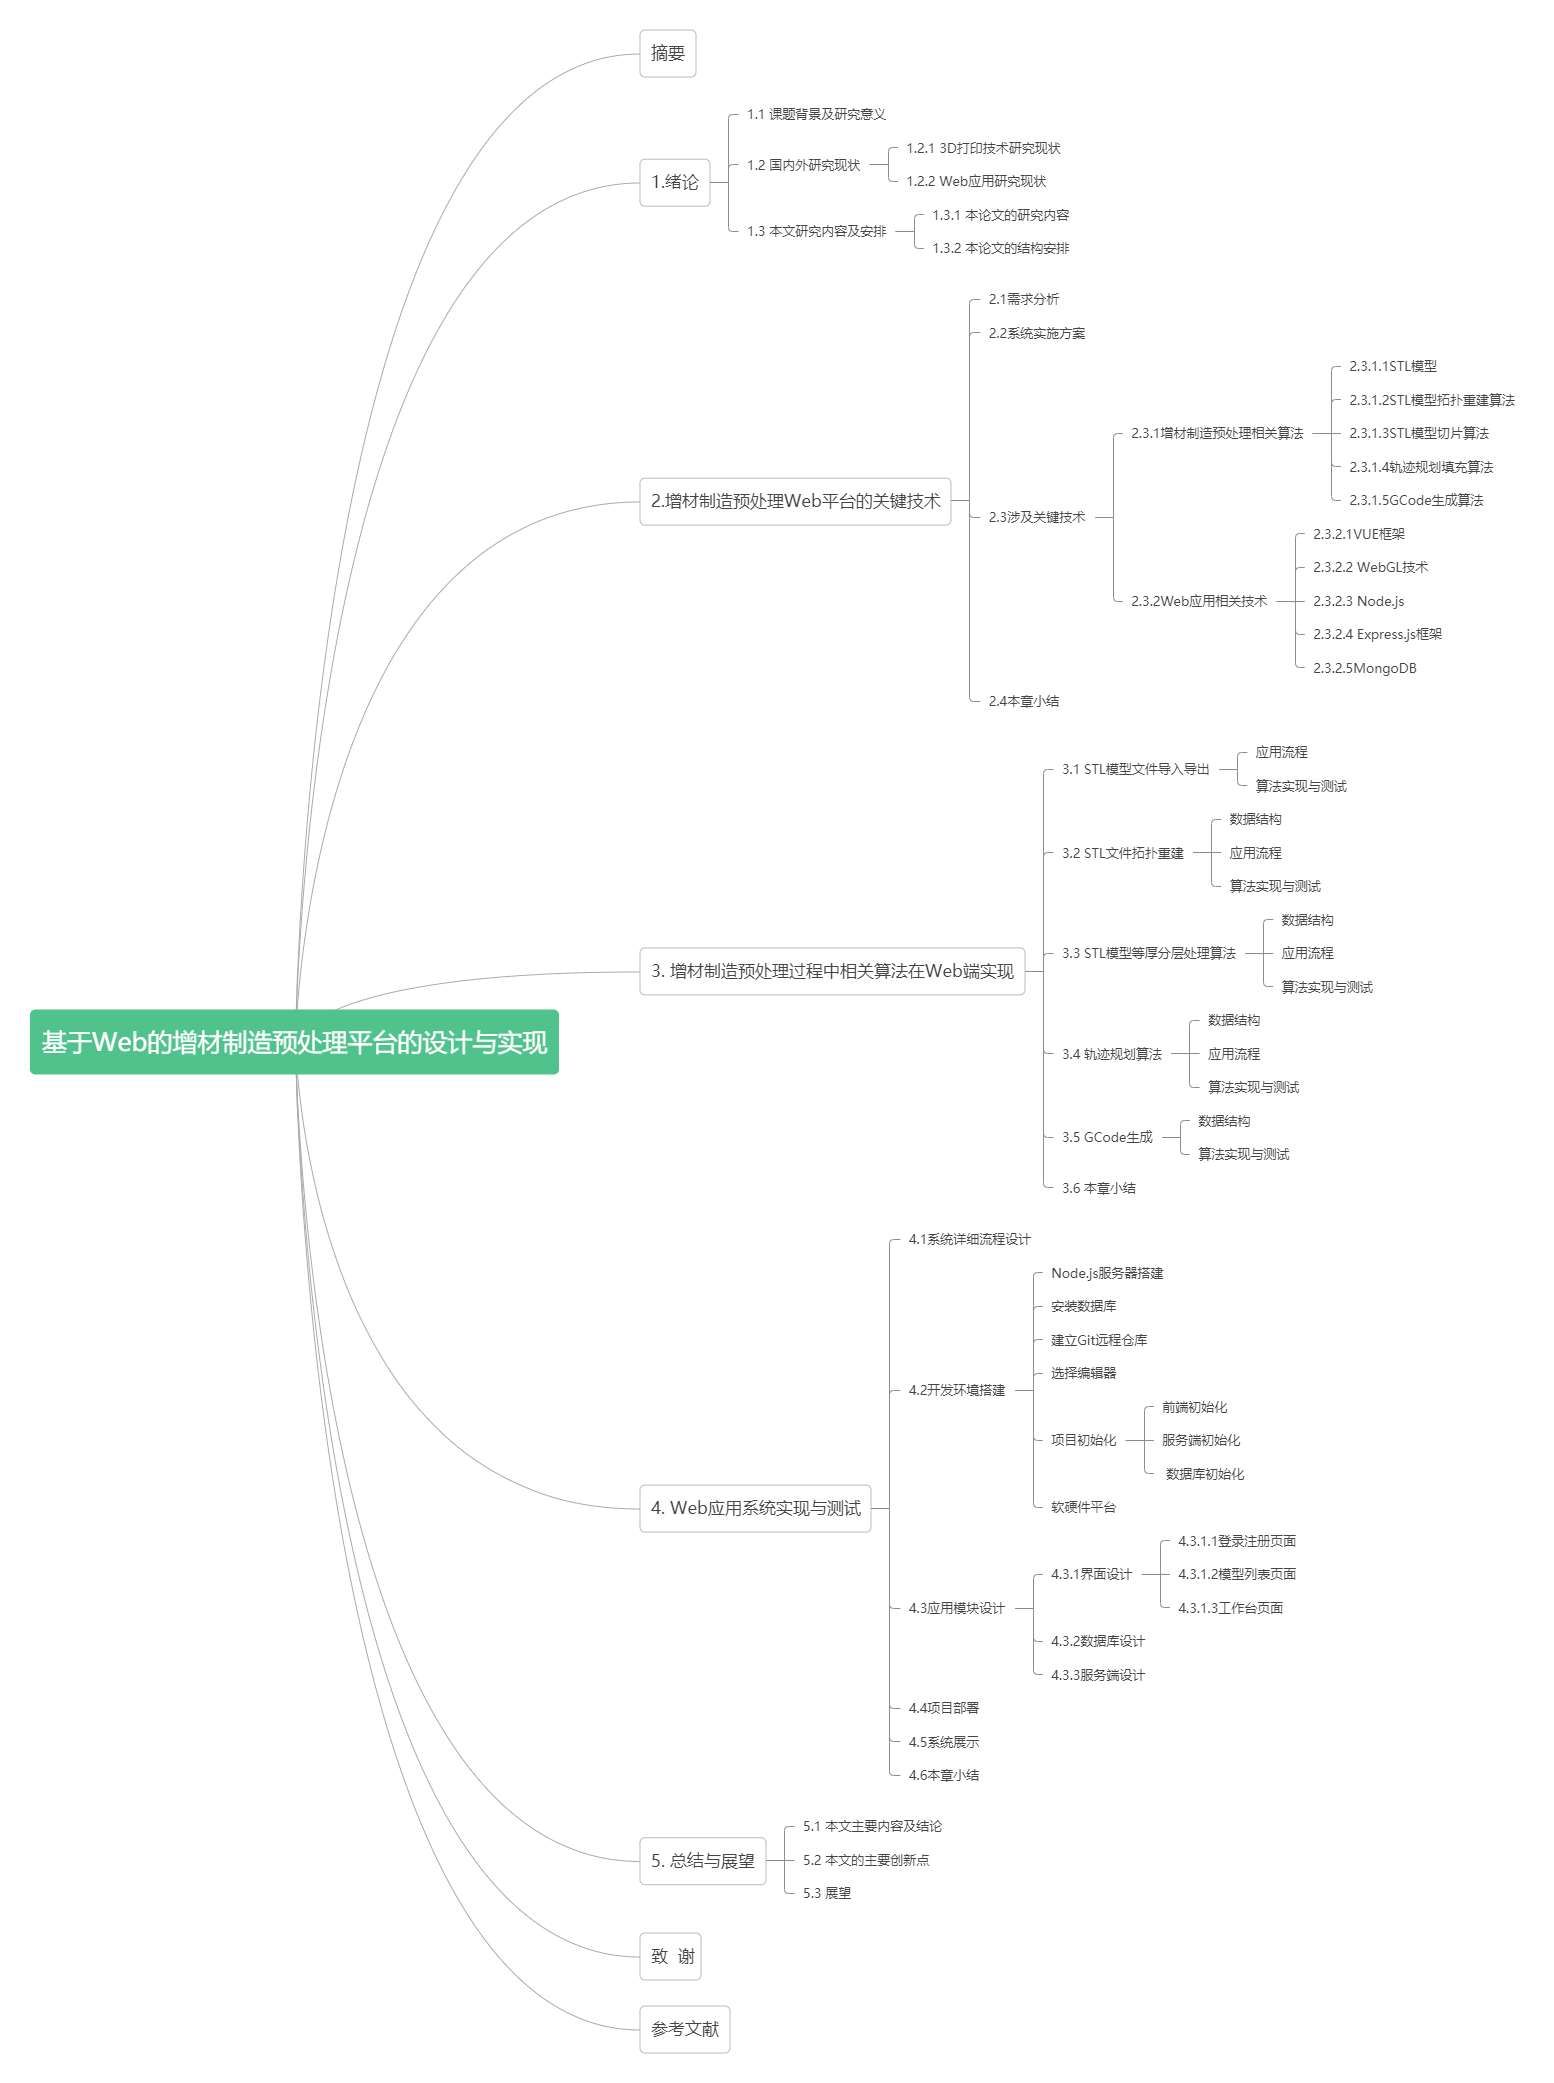 基于Web的增材制造预处理平台的设计与实现
摘要
1.绪论
1.1 课题背景及研究意义
1.2 国内外研究现状
1.2.1 3D打印技术研究现状
1.2.2 Web应用研究现状
1.3 本文研究内容及安排
1.3.1 本论文的研究内容
1.3.2 本论文的结构安排
2.增材制造预处理Web平台的关键技术
2.1需求分析
2.2系统实施方案
2.3涉及关键技术
2.3.1增材制造预处理相关算法
2.3.1.1STL模型
2.3.1.2STL模型拓扑重建算法
2.3.1.3STL模型切片算法
2.3.1.4轨迹规划填充算法
2.3.1.5GCode生成算法
2.3.2Web应用相关技术
2.3.2.1VUE框架
2.3.2.2 WebGL技术
2.3.2.3 Node.js
2.3.2.4 Express.js框架
2.3.2.5MongoDB
2.4本章小结
3. 增材制造预处理过程中相关算法在Web端实现
3.1 STL模型文件导入导出
应用流程
算法实现与测试
3.2 STL文件拓扑重建
数据结构
应用流程
算法实现与测试
3.3 STL模型等厚分层处理算法
数据结构
应用流程
算法实现与测试
3.4 轨迹规划算法
数据结构
应用流程
算法实现与测试
3.5 GCode生成
数据结构
算法实现与测试
3.6 本章小结
4. Web应用系统实现与测试
4.1系统详细流程设计
4.2开发环境搭建
Node.js服务器搭建
安装数据库
建立Git远程仓库
选择编辑器
项目初始化
前端初始化
服务端初始化
数据库初始化
软硬件平台
4.3应用模块设计
4.3.1界面设计
4.3.1.1登录注册页面
4.3.1.2模型列表页面
4.3.1.3工作台页面
4.3.2数据库设计
4.3.3服务端设计
4.4项目部署
4.5系统展示
4.6本章小结
5. 总结与展望
5.1 本文主要内容及结论
5.2 本文的主要创新点
5.3 展望
致  谢
参考文献